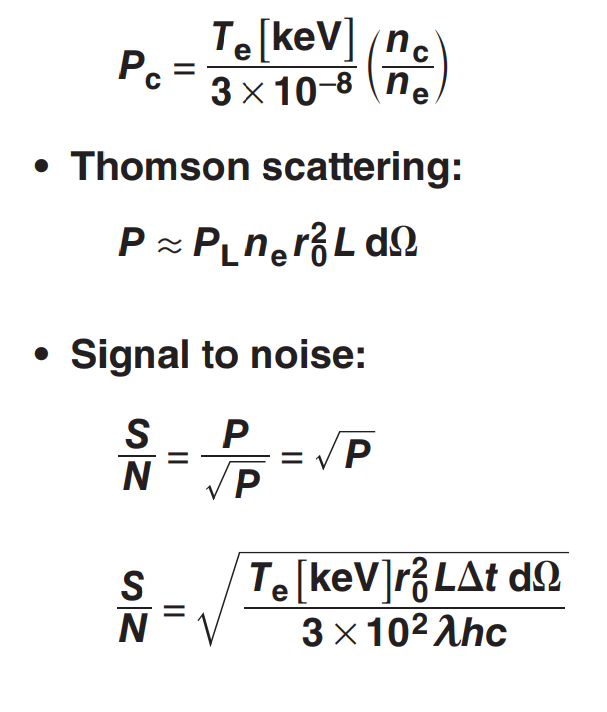 P_c = T_e [keV] / 3 × 10^−8 (n_c / n_e)
• Thomson scattering:
P ≈ P_L n_e r_0^2 L dΩ
• Signal to noise:
S/N = P/√P = √P
S/N = √(T_e [keV] r_0^2 LΔt dΩ / 3 × 10^2 λhc)